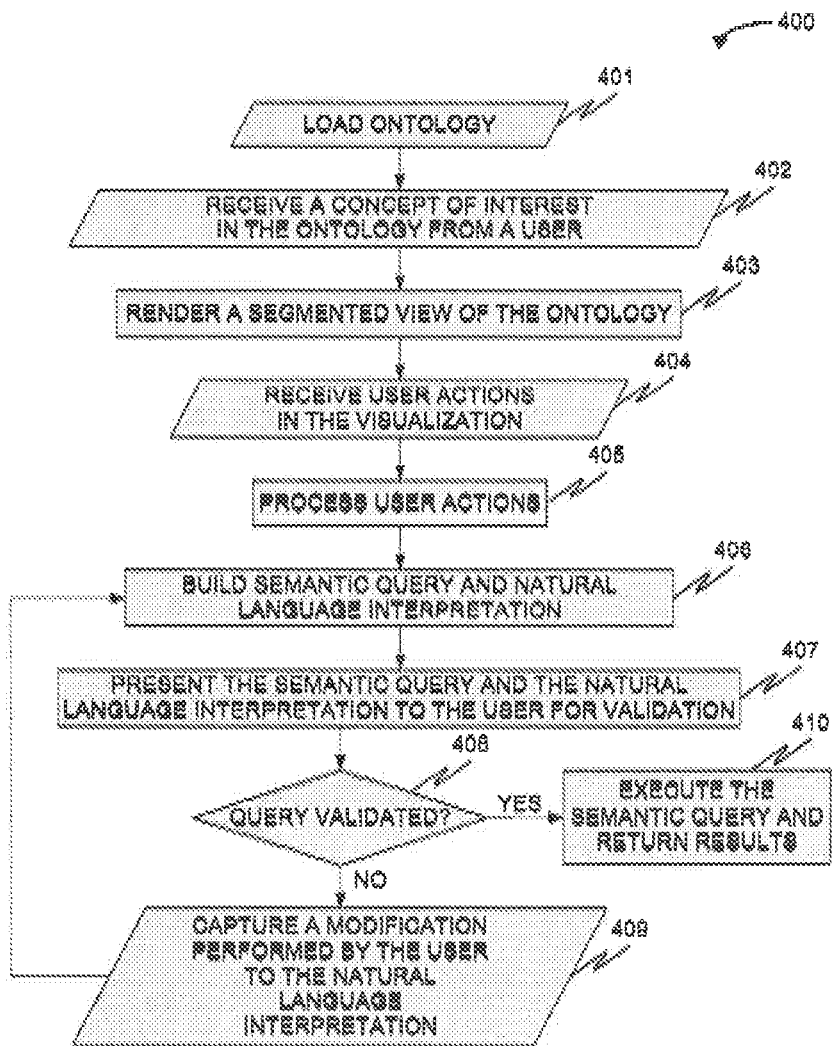 400
401
LOAD ONTOLOGY
402
RECEIVE A CONCEPT OF INTEREST
IN THE ONTOLOGY FROM A USER
403
RENDER A SEGMENTED VIEW OF THE ONTOLOGY
404
RECEIVE USER ACTIONS
IN THE VISUALIZATION
405
PROCESS USER ACTIONS
406
BUILD SEMANTIC QUERY AND NATURAL
LANGUAGE INTERPRETATION
407
PRESENT THE SEMANTIC QUERY AND THE NATURAL
LANGUAGE INTERPRETATION TO THE USER FOR VALIDATION
408
QUERY VALIDATED?
YES
410
EXECUTE THE
SEMANTIC QUERY AND
RETURN RESULTS
NO
409
CAPTURE A MODIFICATION
PERFORMED BY THE USER
TO THE NATURAL
LANGUAGE
INTERPRETATION